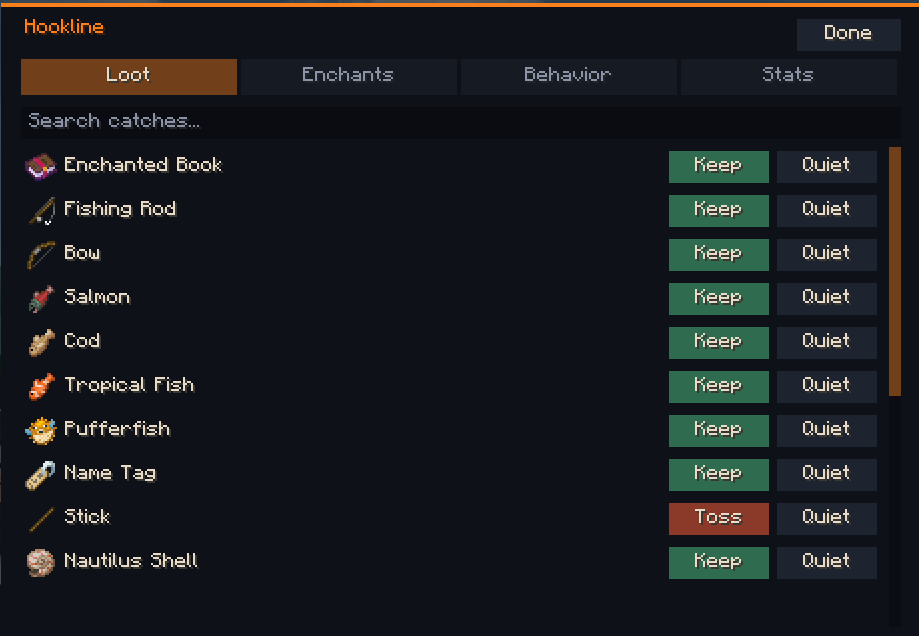 Hookline
Done
Loot Enchants Behavior Stats
Search catches...
Enchanted Book Keep Quiet
Fishing Rod Keep Quiet
Bow Keep Quiet
Salmon Keep Quiet
Cod Keep Quiet
Tropical Fish Keep Quiet
Pufferfish Keep Quiet
Name Tag Keep Quiet
Stick Toss Quiet
Nautilus Shell Keep Quiet